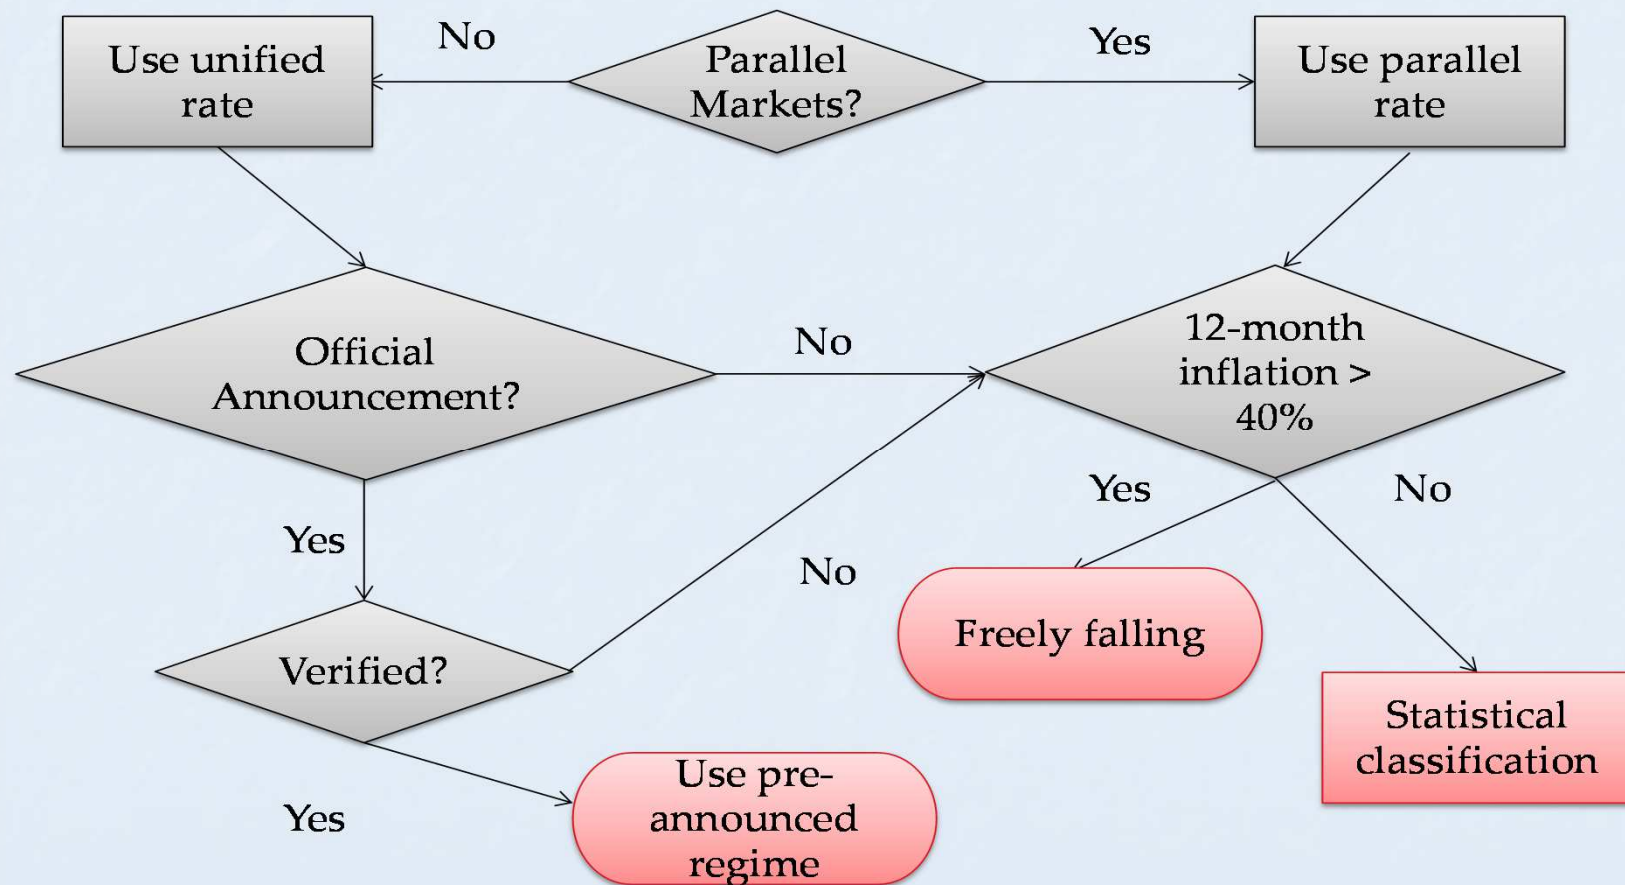 Use unified
rate
No
Parallel
Markets?
Yes
Use parallel
rate
Official
Announcement?
No
12-month
inflation >
40%
Yes
Yes
No
No
Verified?
Freely falling
Statistical
classification
Yes
Use pre-
announced
regime